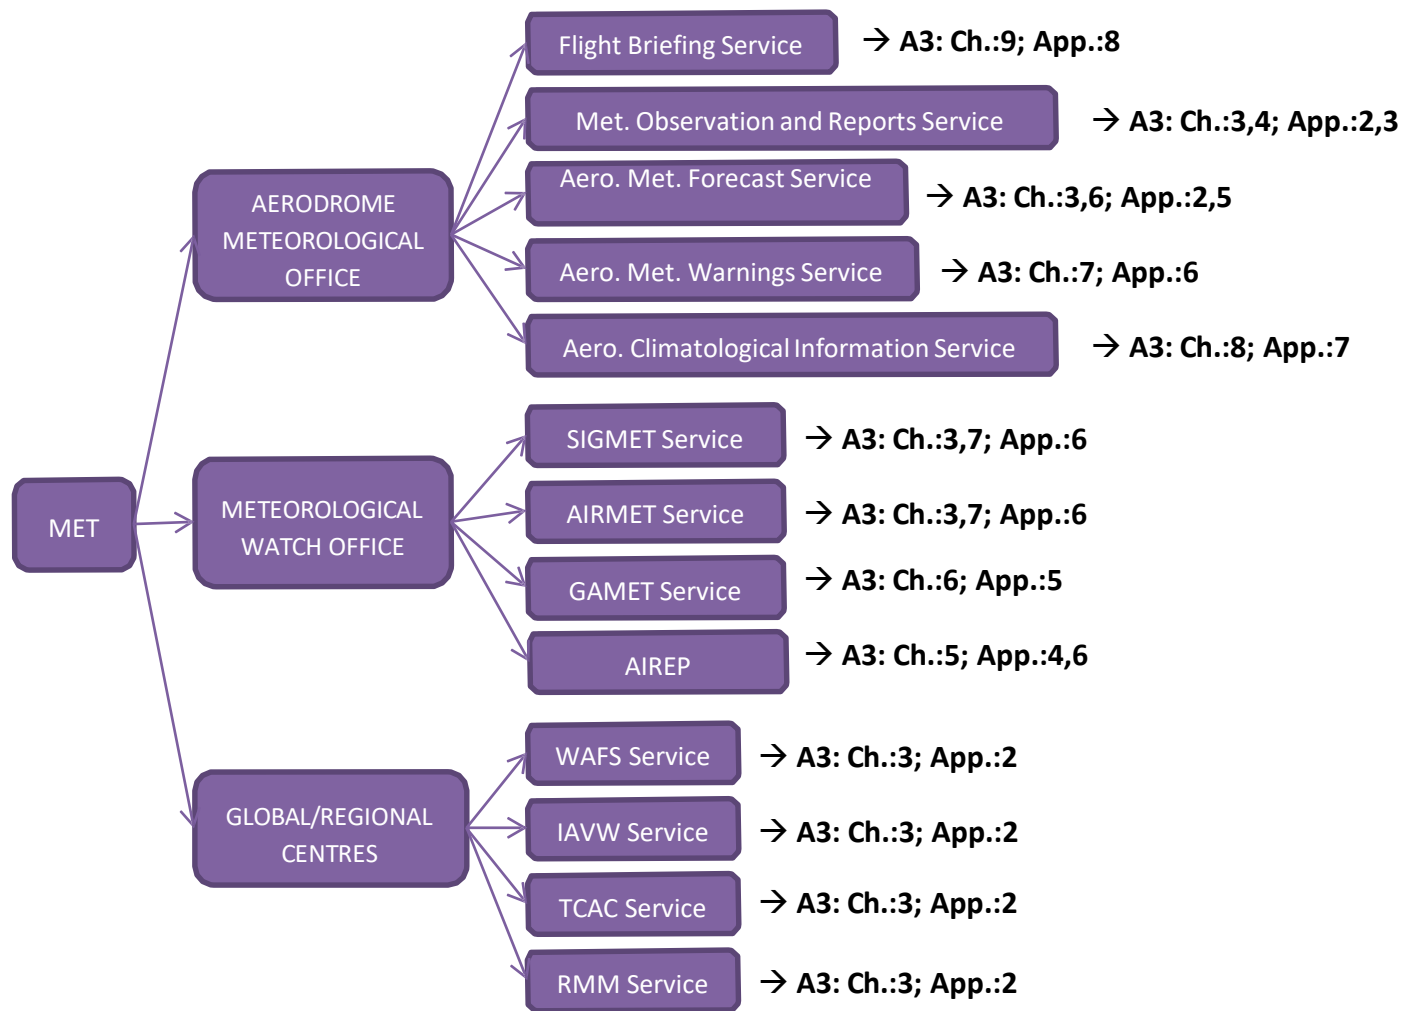 Flight Briefing Service → A3: Ch.:9; App.:8
Met. Observation and Reports Service → A3: Ch.:3,4; App.:2,3
Aero. Met. Forecast Service → A3: Ch.:3,6; App.:2,5
AERODROME
METEOROLOGICAL
OFFICE
Aero. Met. Warnings Service → A3: Ch.:7; App.:6
Aero. Climatological Information Service → A3: Ch.:8; App.:7
SIGMET Service → A3: Ch.:3,7; App.:6
MET
METEOROLOGICAL
WATCH OFFICE
AIRMET Service → A3: Ch.:3,7; App.:6
GAMET Service → A3: Ch.:6; App.:5
AIREP → A3: Ch.:5; App.:4,6
WAFS Service → A3: Ch.:3; App.:2
GLOBAL/REGIONAL
CENTRES
IAVW Service → A3: Ch.:3; App.:2
TCAC Service → A3: Ch.:3; App.:2
RMM Service → A3: Ch.:3; App.:2